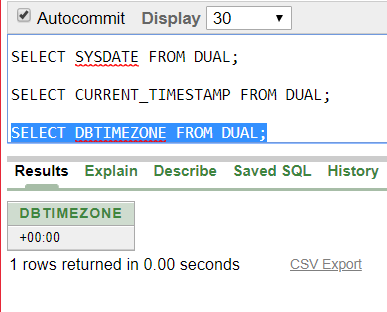 Autocommit Display 30
SELECT SYSDATE FROM DUAL;
SELECT CURRENT_TIMESTAMP FROM DUAL;
SELECT DBTIMEZONE FROM DUAL;
Results Explain Describe Saved SQL History
DBTIMEZONE
+00:00
1 rows returned in 0.00 seconds CSV Export